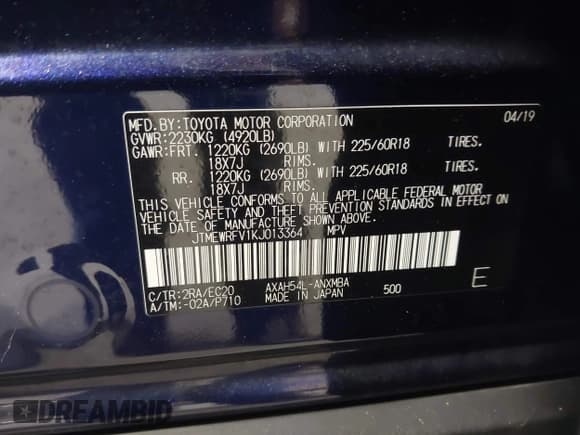 MFD.BY:TOYOTA MOTOR CORPORATION 04/19
GVWR:2230KG (4920LB)
GAWR:FRT. 1220KG (2690LB) WITH 225/60R18 TIRES.
18X7J RIMS.
RR. 1220KG (2690LB) WITH 225/60R18 TIRES.
18X7J RIMS.
THIS VEHICLE CONFORMS TO ALL APPLICABLE FEDERAL MOTOR
VEHICLE SAFETY AND THEFT PREVENTION STANDARDS IN EFFECT ON
THE DATE OF MANUFACTURE SHOWN ABOVE.
JTMEWRFV1KJ013364 MPV
C/TR:2RA/EC20 AXAH54L-ANXMBA 500 E
A/TM:-02A/P710 MADE IN JAPAN
DREAMBID